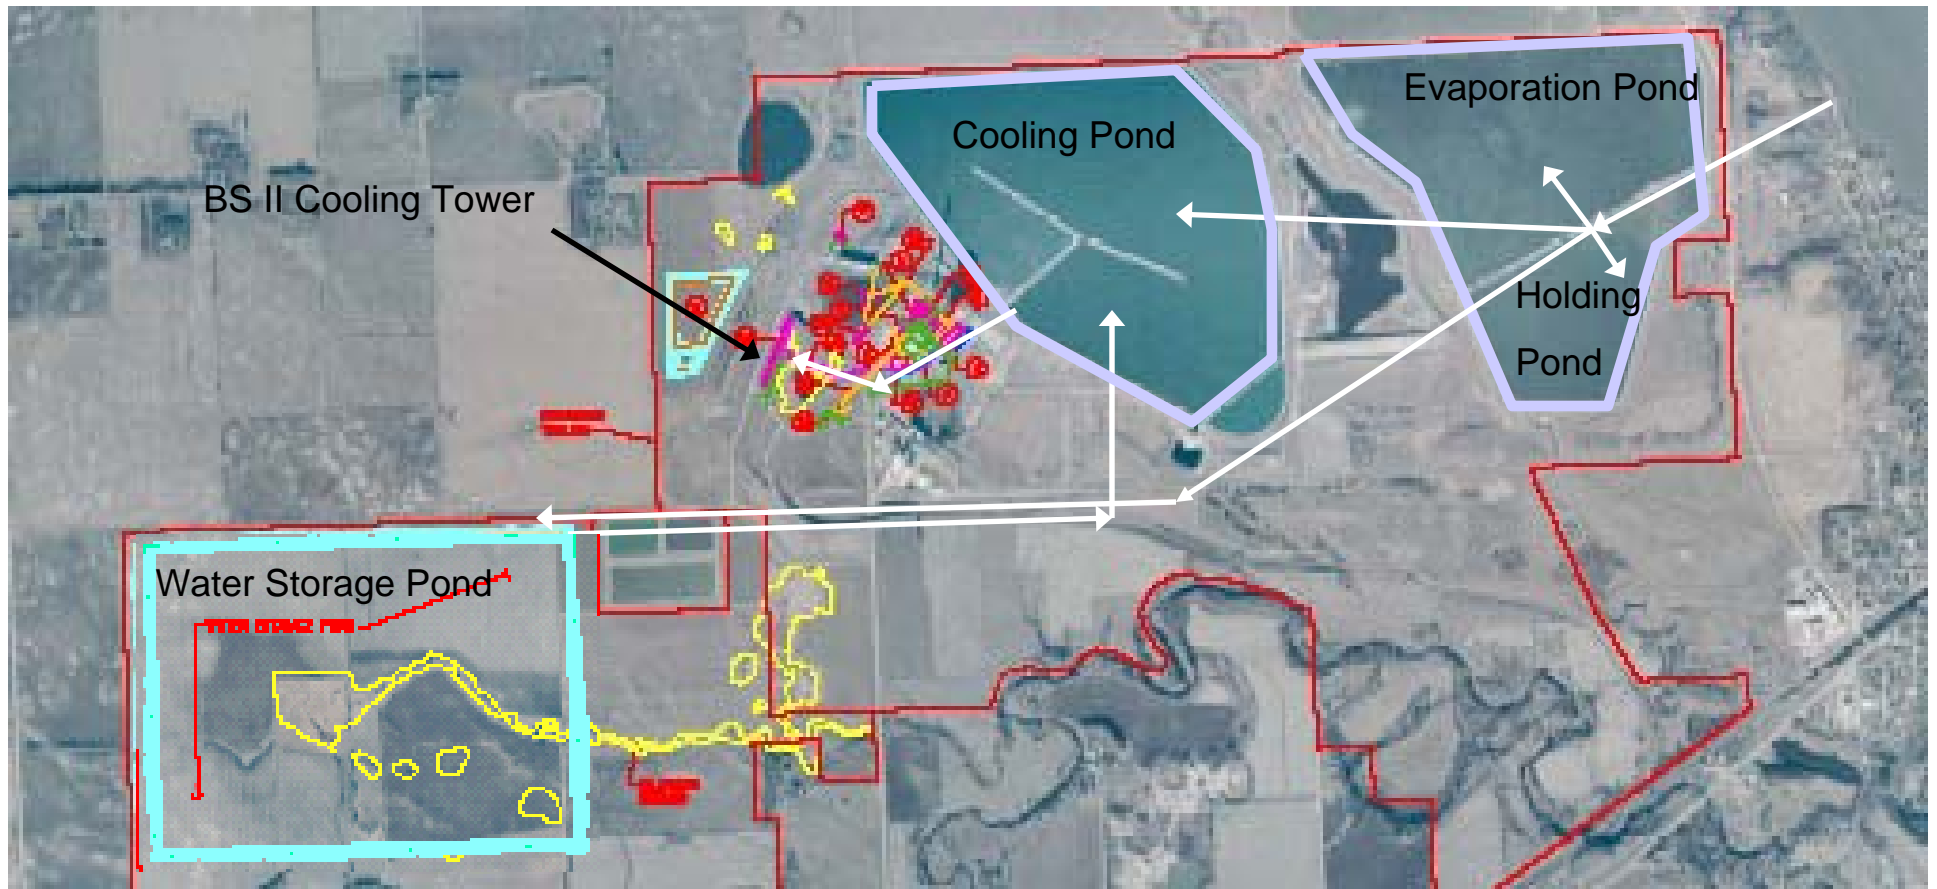 Evaporation Pond
Cooling Pond
BS II Cooling Tower
Holding
Pond
Water Storage Pond